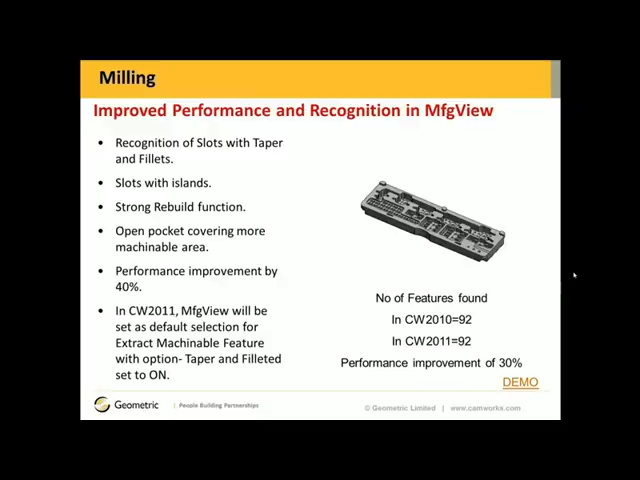 Milling
Improved Performance and Recognition in MfgView
• Recognition of Slots with Taper
and Fillets.
• Slots with islands.
• Strong Rebuild function.
• Open pocket covering more
machinable area.
• Performance improvement by
40%.
• In CW2011, MfgView will be
set as default selection for
Extract Machinable Feature
with option- Taper and Filleted
set to ON.
No of Features found
In CW2010=92
In CW2011=92
Performance improvement of 30%
DEMO
Geometric | People Building Partnerships
© Geometric Limited | www.camworks.com